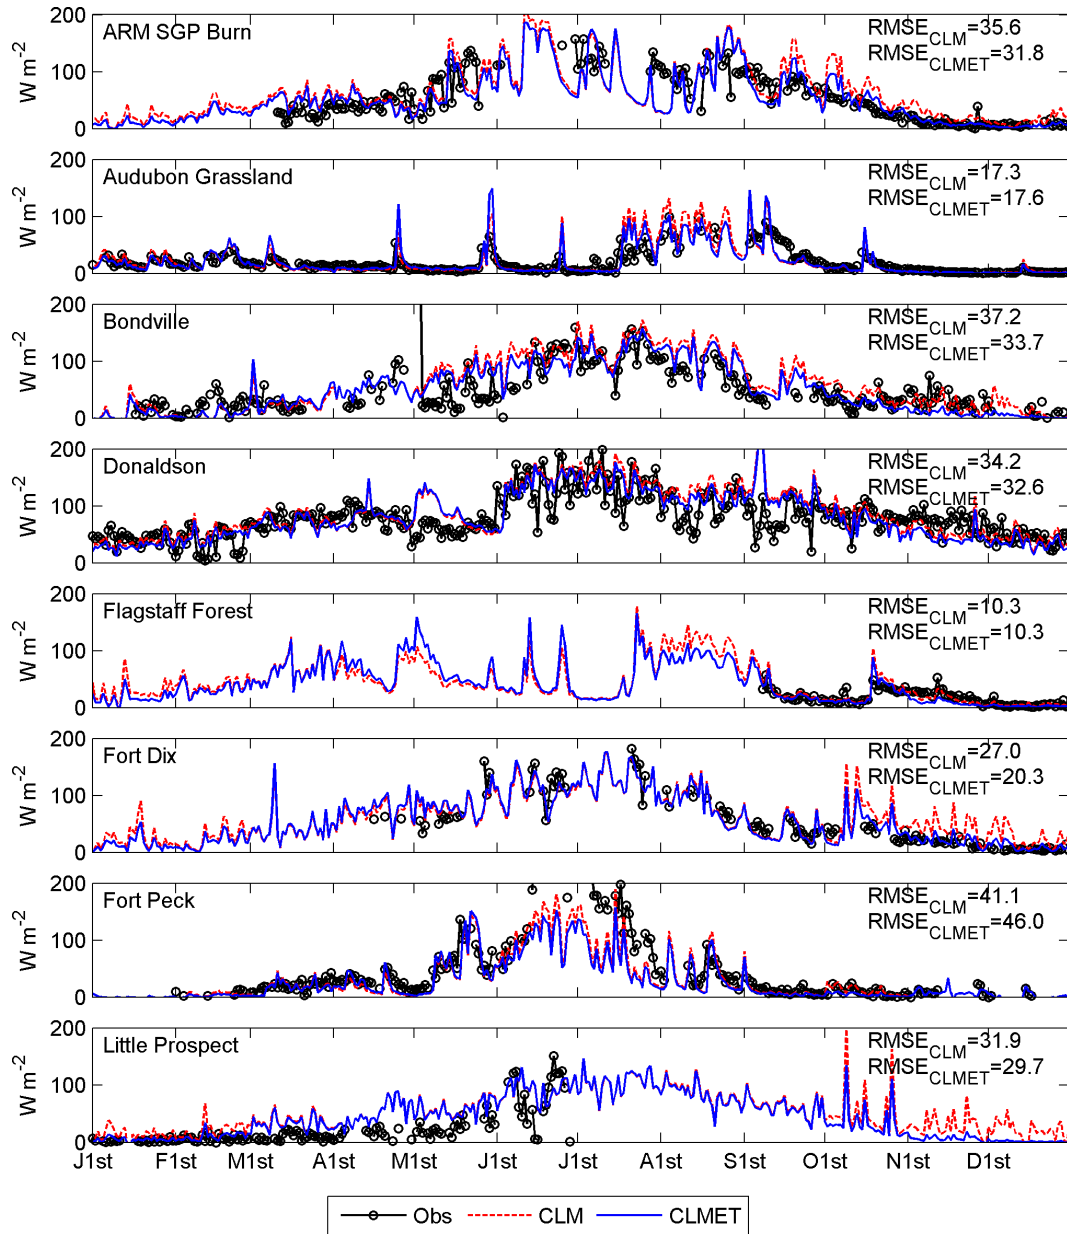 ARM SGP Burn
RMSE_CLM=35.6
RMSE_CLMET=31.8
200
100
0
W m-2
Audubon Grassland
RMSE_CLM=17.3
RMSE_CLMET=17.6
200
100
0
W m-2
Bondville
RMSE_CLM=37.2
RMSE_CLMET=33.7
200
100
0
W m-2
Donaldson
RMSE_CLM=34.2
RMSE_CLMET=32.6
200
100
0
W m-2
Flagstaff Forest
RMSE_CLM=10.3
RMSE_CLMET=10.3
200
100
0
W m-2
Fort Dix
RMSE_CLM=27.0
RMSE_CLMET=20.3
200
100
0
W m-2
Fort Peck
RMSE_CLM=41.1
RMSE_CLMET=46.0
200
100
0
W m-2
Little Prospect
RMSE_CLM=31.9
RMSE_CLMET=29.7
200
100
0
W m-2
J1st F1st M1st A1st M1st J1st J1st A1st S1st O1st N1st D1st
Obs CLM CLMET